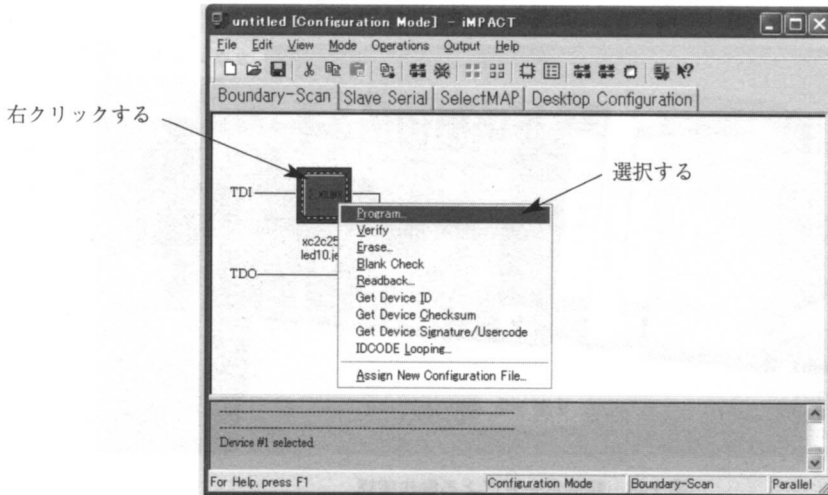 untitled [Configuration Mode] - iMPACT
File Edit View Mode Operations Output Help
Boundary-Scan Slave Serial SelectMAP Desktop Configuration
右クリックする
選択する
TDI
Program...
Verify
Erase...
Blank Check
Readback...
Get Device ID
Get Device Checksum
Get Device Signature/Usercode
IDCODE Looping...
Assign New Configuration File...
xc2c25
led10.je
TDO
Device #1 selected
For Help, press F1 Configuration Mode Boundary-Scan Parallel